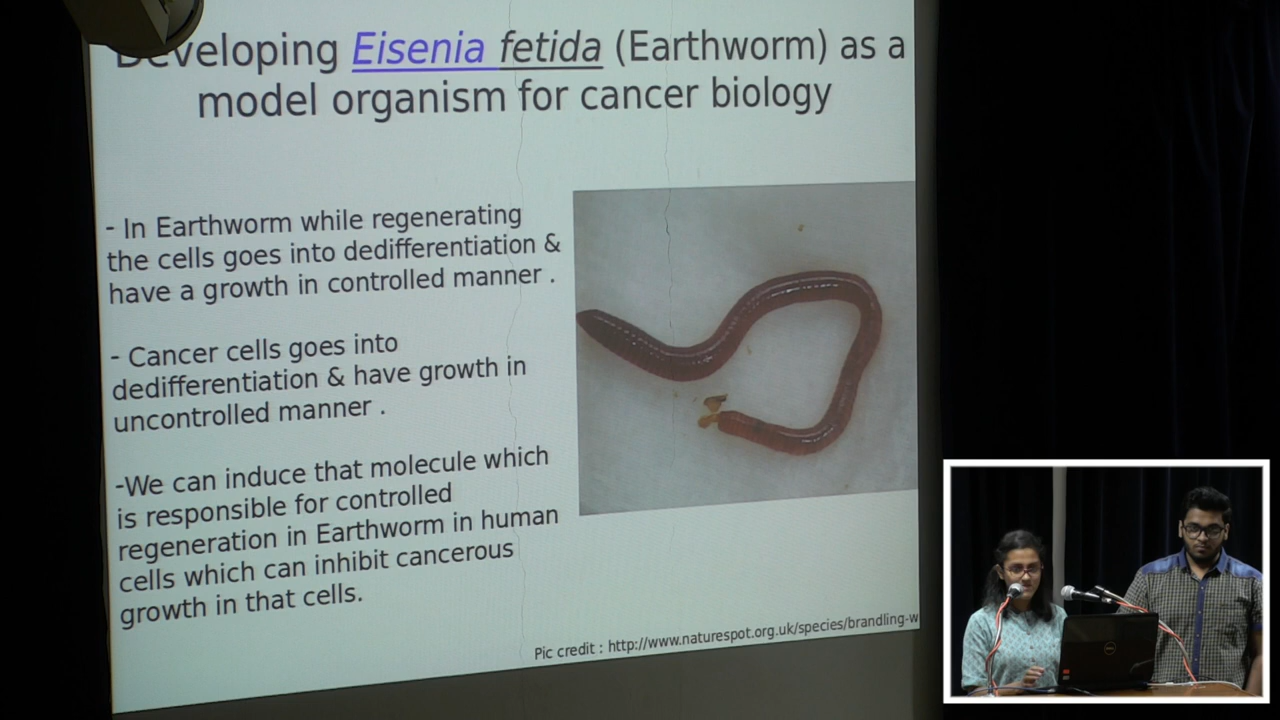 Developing Eisenia fetida (Earthworm) as a
model organism for cancer biology
- In Earthworm while regenerating
the cells goes into dedifferentiation &
have a growth in controlled manner .
- Cancer cells goes into
dedifferentiation & have growth in
uncontrolled manner .
-We can induce that molecule which
is responsible for controlled
regeneration in Earthworm in human
cells which can inhibit cancerous
growth in that cells.
Pic credit : http://www.naturespot.org.uk/species/brandling-w